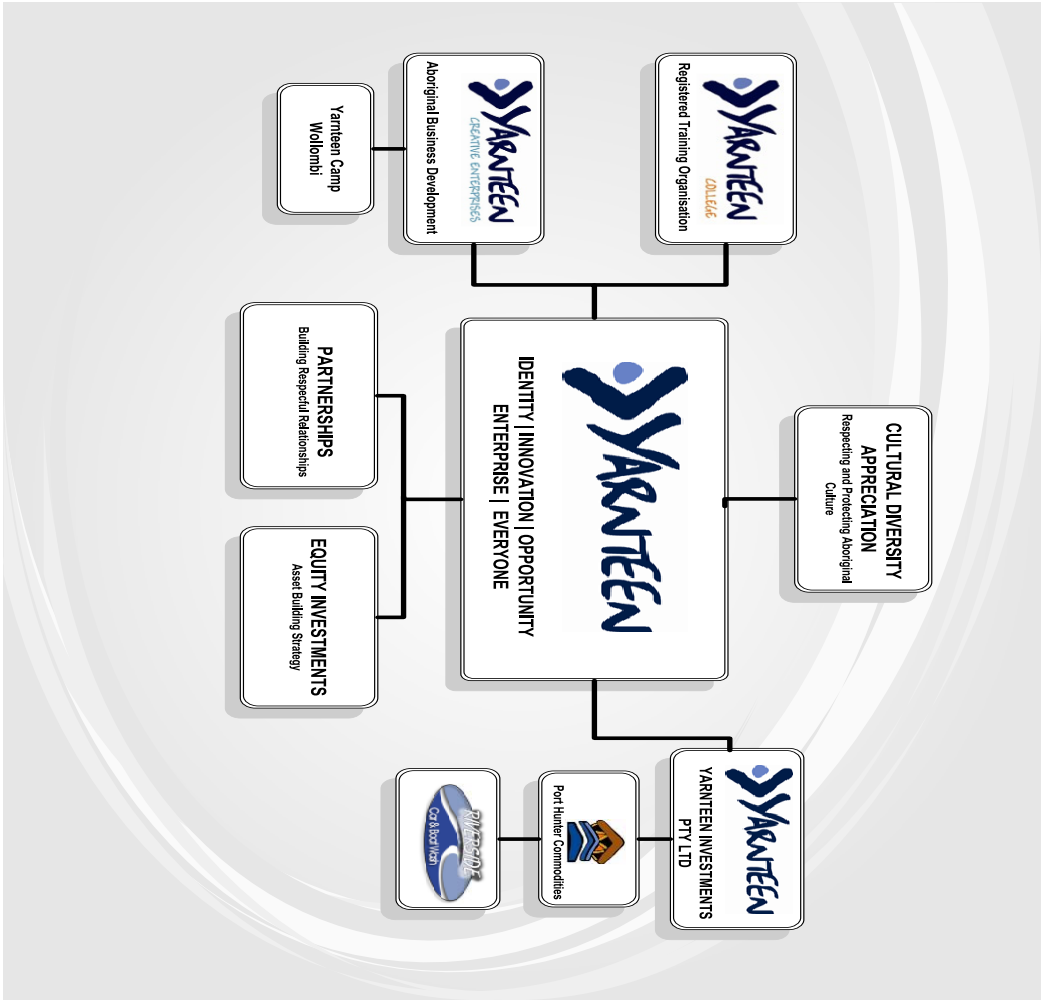 CULTURAL DIVERSITY
APPRECIATION
Respecting and Protecting Aboriginal
Culture
YARNTEEN
COLLEGE
Registered Training Organisation
YARNTEEN
YARNTEEN INVESTMENTS
PTY LTD
YARNTEEN
IDENTITY | INNOVATION | OPPORTUNITY
ENTERPRISE | EVERYONE
Port Hunter Commodities
YARNTEEN
CREATIVE ENTERPRISES
Aboriginal Business Development
RIVERSIDE
Car & Boat Wash
Yarnteen Camp
Wollombi
PARTNERSHIPS
Building Respecful Relationships
EQUITY INVESTMENTS
Asset Building Strategy